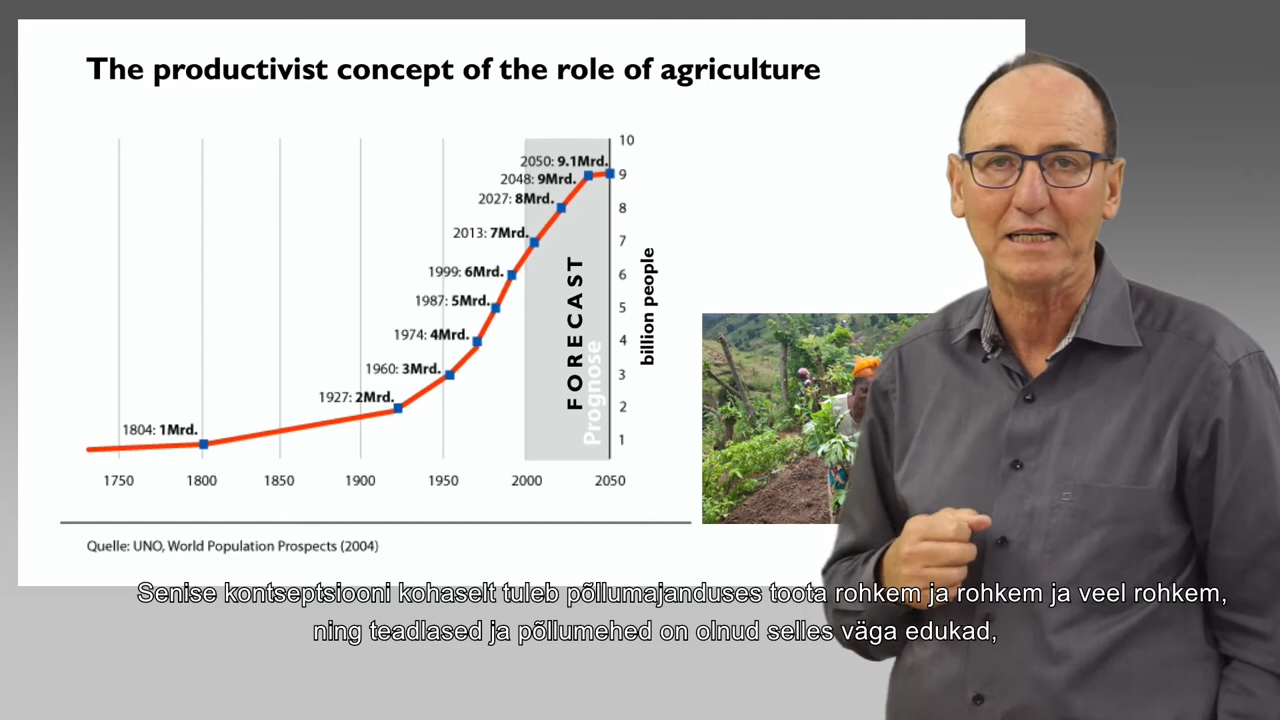 The productivist concept of the role of agriculture
10
2050: 9.1Mrd.
9
2048: 9Mrd.
2027: 8Mrd.
8
2013: 7Mrd.
7
1999: 6Mrd.
6
1987: 5Mrd.
5
1974: 4Mrd.
4
1960: 3Mrd.
3
1927: 2Mrd.
2
1804: 1Mrd.
1
FORECAST
Prognose
billion people
1750 1800 1850 1900 1950 2000 2050
Quelle: UNO, World Population Prospects (2004)
Senise kontseptsiooni kohaselt tuleb põllumajanduses toota rohkem ja rohkem ja veel rohkem,
ning teadlased ja põllumehed on olnud selles väga edukad,